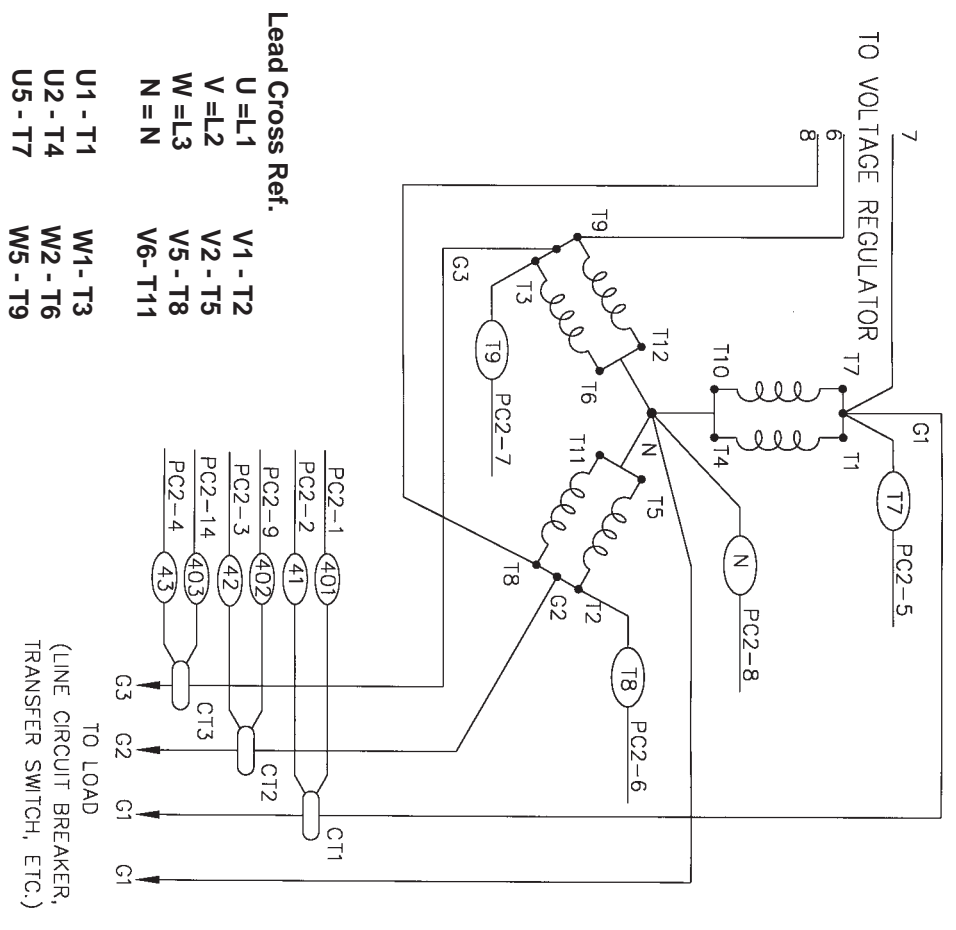 TO VOLTAGE REGULATOR
7
6
8
T7
T1
G1
T7
PC2-5
T10
T4
N
N
PC2-8
T9
T12
G3
T3
T6
T9
PC2-7
T11
T5
T8
G2
T2
T8
PC2-6
PC2-1
401
PC2-2
41
CT1
PC2-9
402
PC2-3
42
CT2
PC2-14
403
PC2-4
43
CT3
G3
G2
G1
G1
TO LOAD
(LINE CIRCUIT BREAKER,
TRANSFER SWITCH, ETC.)
Lead Cross Ref.
U =L1
V =L2
W =L3
N = N
V1 - T2
V2 - T5
V5 - T8
V6- T11
U1 - T1
U2 - T4
U5 - T7
W1- T3
W2 - T6
W5 - T9